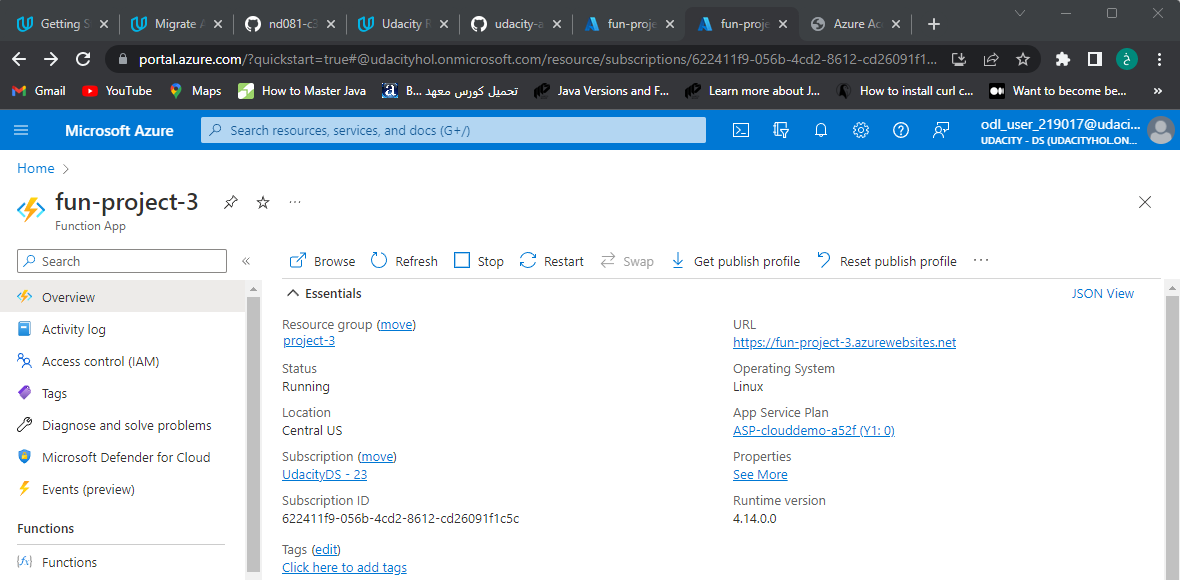 Getting S
Migrate A
nd081-c3
Udacity R
udacity-a
fun-proje
fun-proje
Azure Acc
portal.azure.com/?quickstart=true#@udacityhol.onmicrosoft.com/resource/subscriptions/622411f9-056b-4cd2-8612-cd26091f1...
Gmail
YouTube
Maps
How to Master Java
B... تحميل كورس معهد
Java Versions and F...
Learn more about J...
How to install curl c...
Want to become be...
»
Microsoft Azure
Search resources, services, and docs (G+/)
odl_user_219017@udaci...
UDACITY - DS (UDACITYHOL.ON...
Home >
fun-project-3
Function App
Search
«
Browse
Refresh
Stop
Restart
Swap
Get publish profile
Reset publish profile
...
Overview
Activity log
Access control (IAM)
Tags
Diagnose and solve problems
Microsoft Defender for Cloud
Events (preview)
Functions
Functions
Essentials
JSON View
Resource group (move)
project-3
Status
Running
Location
Central US
Subscription (move)
UdacityDS - 23
Subscription ID
622411f9-056b-4cd2-8612-cd26091f1c5c
Tags (edit)
Click here to add tags
URL
https://fun-project-3.azurewebsites.net
Operating System
Linux
App Service Plan
ASP-clouddemo-a52f (Y1: 0)
Properties
See More
Runtime version
4.14.0.0